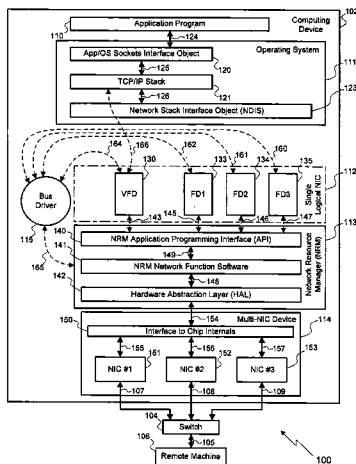 102
110
Application Program
Computing Device
124
Operating System
App/OS Sockets Interface Object
125
120
TCP/IP Stack
126
121
111
Network Stack Interface Object (NDIS)
123
164
166
162
161
160
130
133
134
135
VFD
FD1
FD2
FD3
Single Logical NIC
112
Bus Driver
115
143
145
146
147
113
140
NRM Application Programming Interface (API)
141
149
NRM Network Function Software
142
148
Hardware Abstraction Layer (HAL)
Network Resource Manager (NRM)
165
154
Multi-NIC Device
150
114
Interface to Chip Internals
155
156
157
151
152
153
NIC #1
NIC #2
NIC #3
107
108
109
104
Switch
106
105
Remote Machine
100